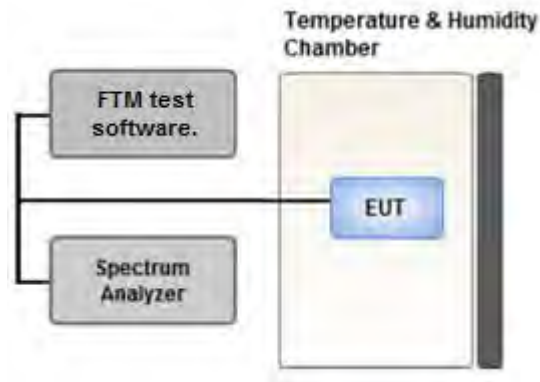 Temperature & Humidity
Chamber
FTM test
software.
EUT
Spectrum
Analyzer